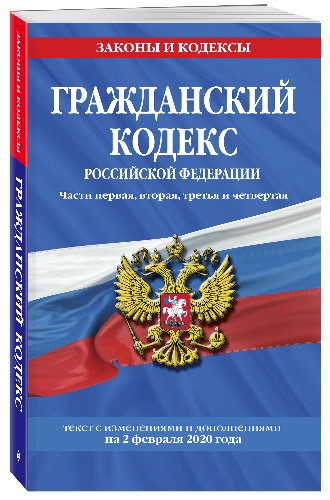 ЗАКОНЫ И КОДЕКСЫ
ГРАЖДАНСКИЙ
КОДЕКС
РОССИЙСКОЙ ФЕДЕРАЦИИ
Части первая, вторая, третья и четвертая
текст с изменениями и дополнениями
на 2 февраля 2020 года
ЗАКОНЫ И КОДЕКСЫ
ГРАЖДАНСКИЙ КОДЕКС